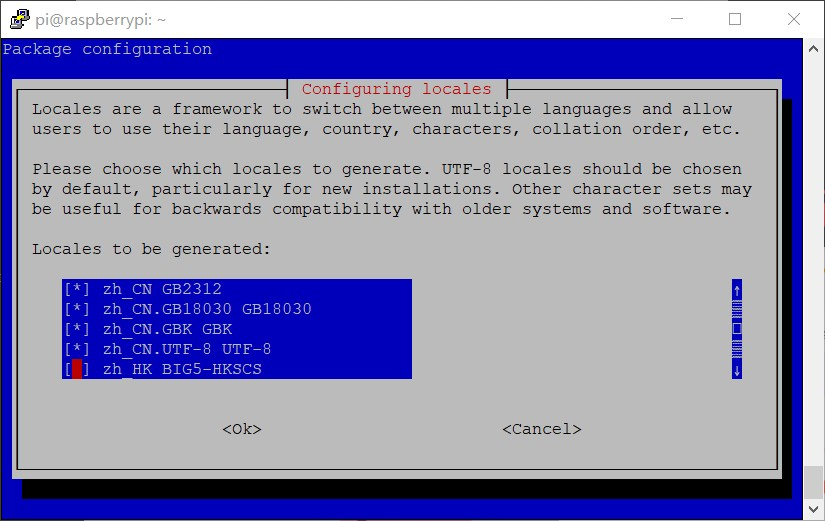 pi@raspberrypi: ~
Package configuration
Configuring locales
Locales are a framework to switch between multiple languages and allow
users to use their language, country, characters, collation order, etc.
Please choose which locales to generate. UTF-8 locales should be chosen
by default, particularly for new installations. Other character sets may
be useful for backwards compatibility with older systems and software.
Locales to be generated:
[*] zh_CN GB2312
[*] zh_CN.GB18030 GB18030
[*] zh_CN.GBK GBK
[*] zh_CN.UTF-8 UTF-8
[ ] zh_HK BIG5-HKSCS
<Ok> <Cancel>